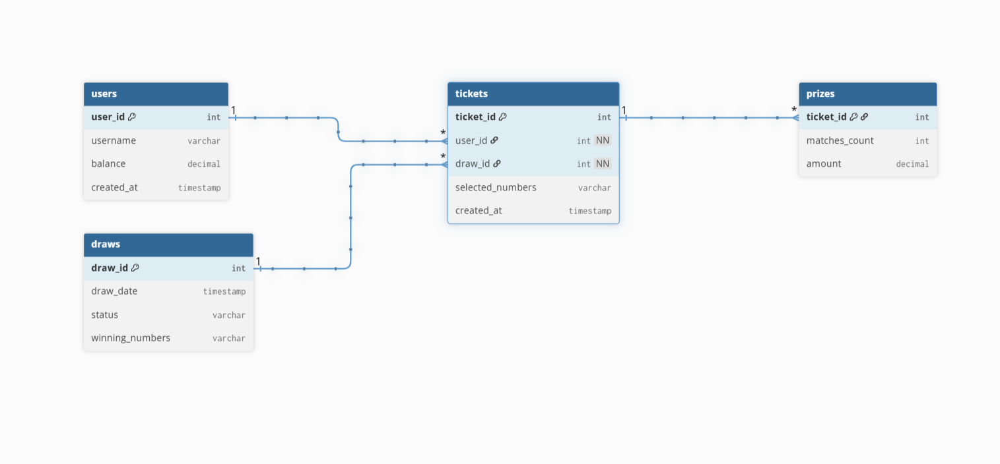 users
user_id int
username varchar
balance decimal
created_at timestamp
1
draws
draw_id int
draw_date timestamp
status varchar
winning_numbers varchar
1
*
*
tickets
ticket_id int
user_id int NN
draw_id int NN
selected_numbers varchar
created_at timestamp
1
*
prizes
ticket_id int
matches_count int
amount decimal